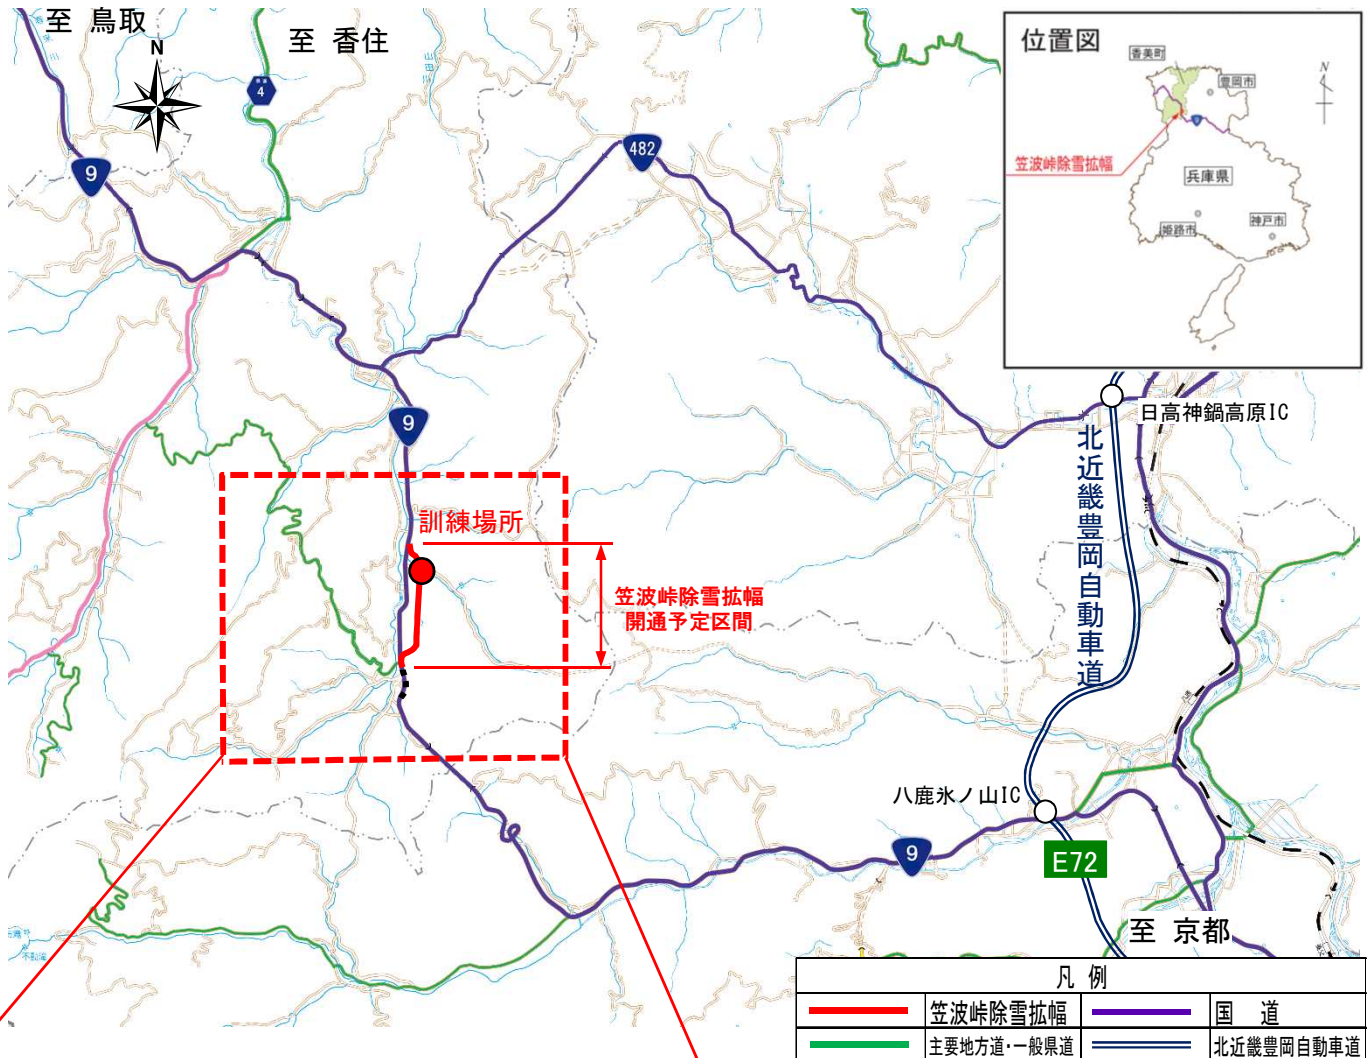 至 鳥取
N
至 香住
4
9
482
位置図
香美町
豊岡市
N
9
笠波峠除雪拡幅
兵庫県
姫路市
神戸市
日高神鍋高原IC
9
北近畿豊岡自動車道
訓練場所
笠波峠除雪拡幅
開通予定区間
八鹿氷ノ山IC
9
E72
至 京都
凡 例
笠波峠除雪拡幅
国 道
主要地方道・一般県道
北近畿豊岡自動車道